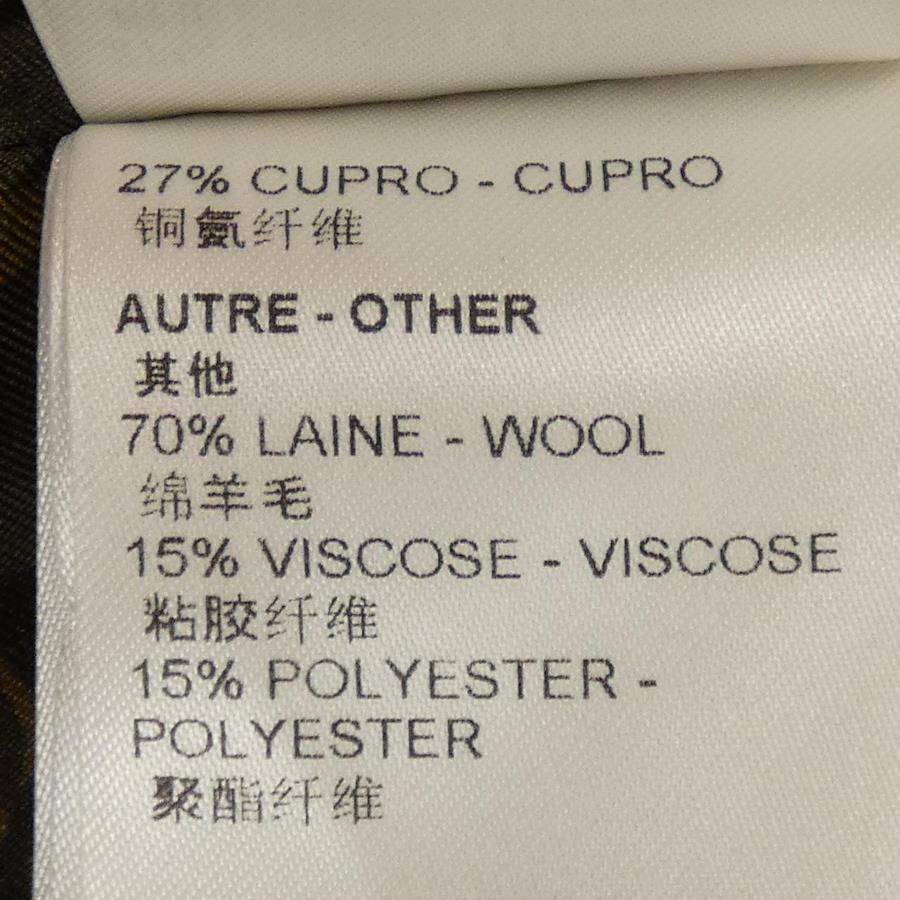 27% CUPRO - CUPRO
铜氨纤维
AUTRE - OTHER
其他
70% LAINE - WOOL
绵羊毛
15% VISCOSE - VISCOSE
粘胶纤维
15% POLYESTER -
POLYESTER
聚酯纤维